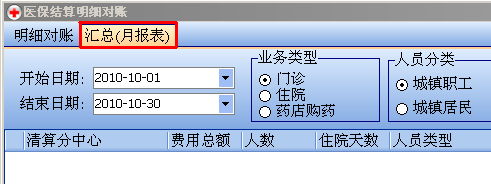 医保结算明细对账
明细对账 汇总(月报表)
业务类型 人员分类
开始日期: 2010-10-01 门诊 城镇职工
住院
结束日期: 2010-10-30 药店购药 城镇居民
清算分中心 费用总额 人数 住院天数 人员类型